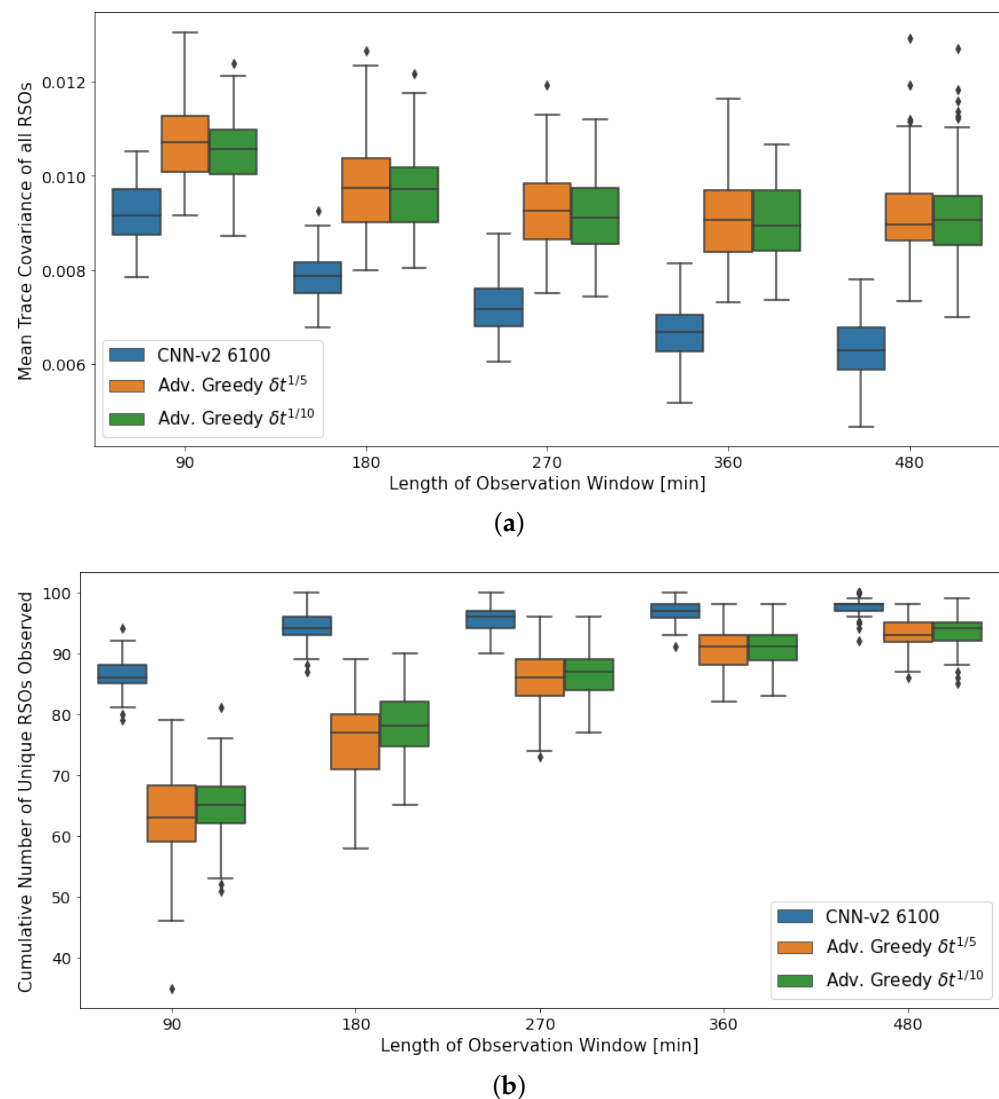 Mean Trace Covariance of all RSOs
0.012
0.010
0.008
0.006
CNN-v2 6100
Adv. Greedy δt^{1/5}
Adv. Greedy δt^{1/10}
90 180 270 360 480
Length of Observation Window [min]
(a)
Cumulative Number of Unique RSOs Observed
100
90
80
70
60
50
40
CNN-v2 6100
Adv. Greedy δt^{1/5}
Adv. Greedy δt^{1/10}
90 180 270 360 480
Length of Observation Window [min]
(b)